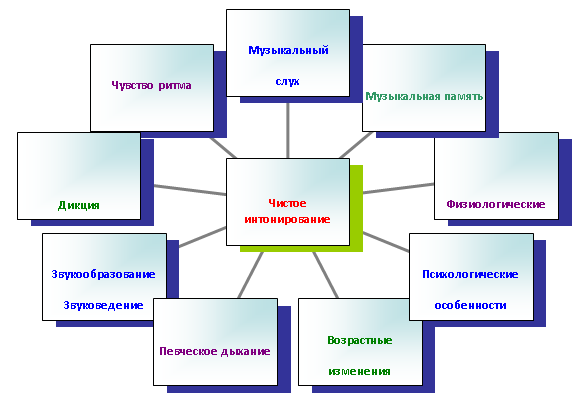 Музыкальный
слух
Чувство ритма
Музыкальная память
Дикция
Чистое
интонирование
Физиологические
Звукообразование
Звуковедение
Психологические
особенности
Певческое дыхание
Возрастные
изменения